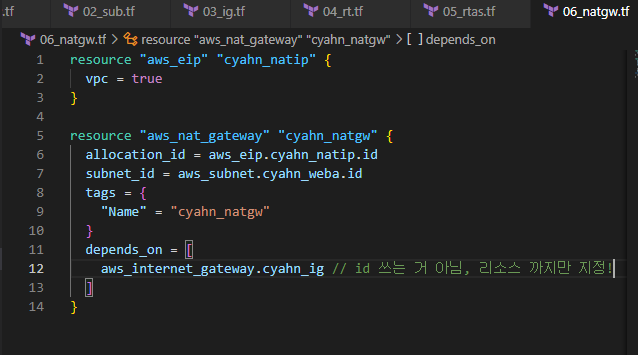 .tf 02_sub.tf 03_ig.tf 04_rt.tf 05_rtas.tf 06_natgw.tf
06_natgw.tf > resource "aws_nat_gateway" "cyahn_natgw" > [ ] depends_on
1 resource "aws_eip" "cyahn_natip" {
2 vpc = true
3 }
4
5 resource "aws_nat_gateway" "cyahn_natgw" {
6 allocation_id = aws_eip.cyahn_natip.id
7 subnet_id = aws_subnet.cyahn_weba.id
8 tags = {
9 "Name" = "cyahn_natgw"
10 }
11 depends_on = [
12 aws_internet_gateway.cyahn_ig // id 쓰는 거 아님, 리소스 까지만 지정!
13 ]
14 }